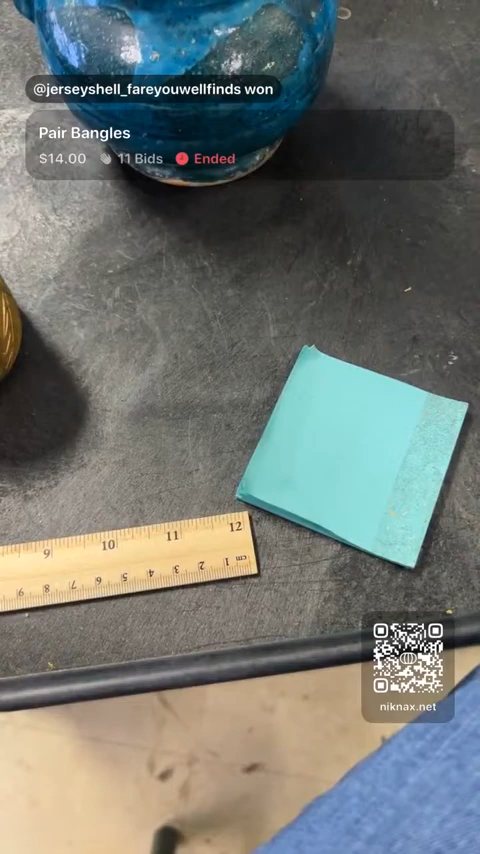 @jerseyshell_fareyouwellfinds won
Pair Bangles
$14.00 11 Bids Ended
9 10 11 12
9 8 7 6 5 4 3 2 1 cm
niknax.net